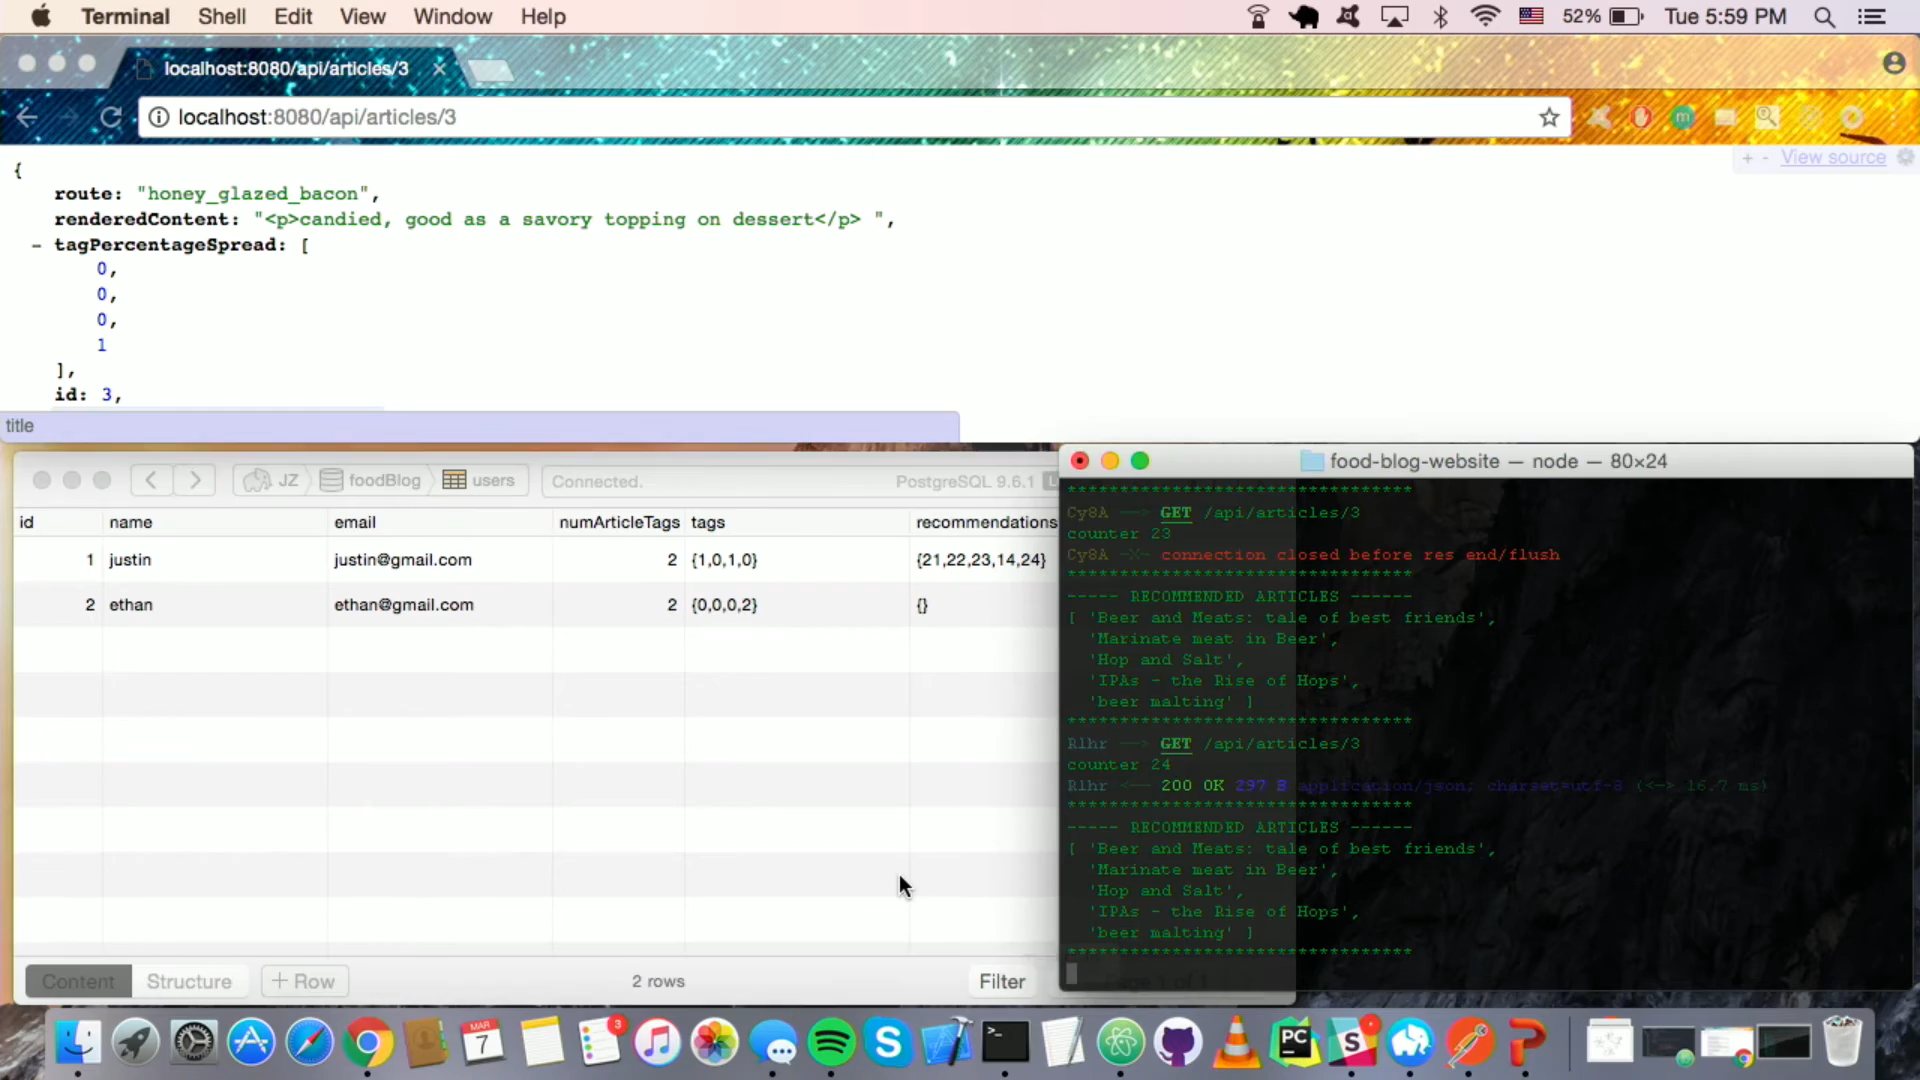 Terminal Shell Edit View Window Help 52% Tue 5:59 PM
localhost:8080/api/articles/3
localhost:8080/api/articles/3
+ - View source
{
route: "honey_glazed_bacon",
renderedContent: "<p>candied, good as a savory topping on dessert</p> ",
- tagPercentageSpread: [
0,
0,
0,
1
],
id: 3,
title
JZ foodBlog users Connected. PostgreSQL 9.6.1
id name email numArticleTags tags recommendations
1 justin justin@gmail.com 2 {1,0,1,0} {21,22,23,14,24}
2 ethan ethan@gmail.com 2 {0,0,0,2} {}
Content Structure + Row 2 rows Filter
food-blog-website — node — 80×24
*********************************
Cy8A —> GET /api/articles/3
counter 23
Cy8A -X- connection closed before res end/flush
*********************************
----- RECOMMENDED ARTICLES ------
[ 'Beer and Meats: tale of best friends',
'Marinate meat in Beer',
'Hop and Salt',
'IPAs - the Rise of Hops',
'beer malting' ]
*********************************
Rlhr —> GET /api/articles/3
counter 24
Rlhr <— 200 OK 297 B application/json; charset=utf-8 (<-> 16.7 ms)
*********************************
----- RECOMMENDED ARTICLES ------
[ 'Beer and Meats: tale of best friends',
'Marinate meat in Beer',
'Hop and Salt',
'IPAs - the Rise of Hops',
'beer malting' ]
*********************************
MAR
7
3
PC